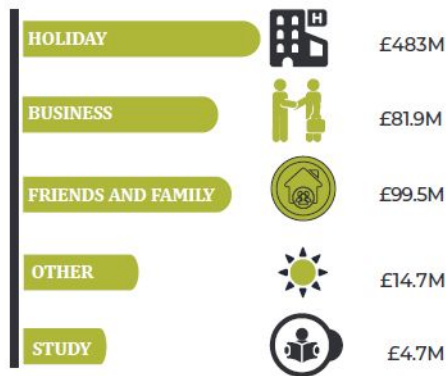 HOLIDAY
H
£483M
BUSINESS
£81.9M
FRIENDS AND FAMILY
£99.5M
OTHER
£14.7M
STUDY
£4.7M